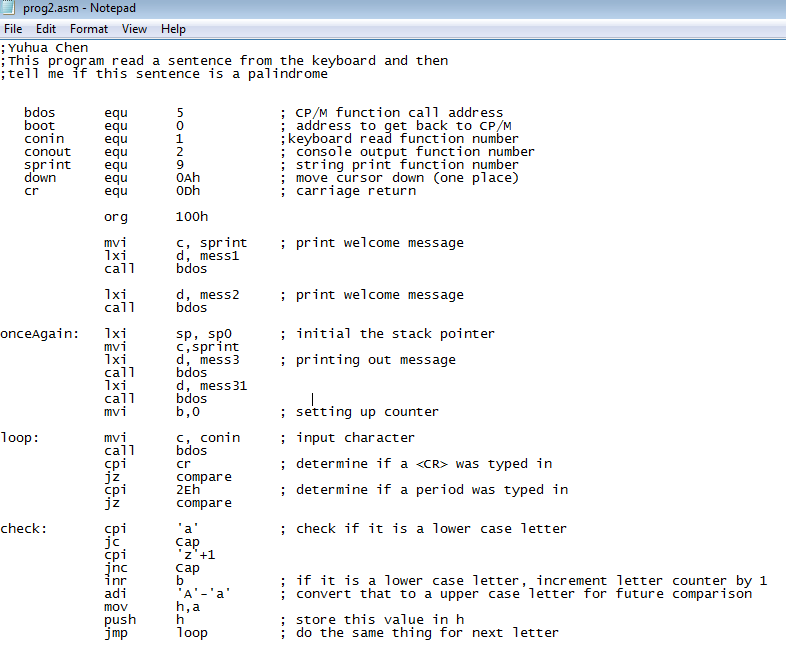 prog2.asm - Notepad
File Edit Format View Help
;Yuhua Chen
;This program read a sentence from the keyboard and then
;tell me if this sentence is a palindrome
bdos equ 5 ; CP/M function call address
boot equ 0 ; address to get back to CP/M
conin equ 1 ;keyboard read function number
conout equ 2 ; console output function number
sprint equ 9 ; string print function number
down equ 0Ah ; move cursor down (one place)
cr equ 0Dh ; carriage return
org 100h
mvi c, sprint ; print welcome message
lxi d, mess1
call bdos
lxi d, mess2 ; print welcome message
call bdos
onceAgain: lxi sp, sp0 ; initial the stack pointer
mvi c,sprint
lxi d, mess3 ; printing out message
call bdos
lxi d, mess31
call bdos
mvi b,0 ; setting up counter
loop: mvi c, conin ; input character
call bdos
cpi cr ; determine if a <CR> was typed in
jz compare
cpi 2Eh ; determine if a period was typed in
jz compare
check: cpi 'a' ; check if it is a lower case letter
jc Cap
cpi 'z'+1
jnc Cap
inr b ; if it is a lower case letter, increment letter counter by 1
adi 'A'-'a' ; convert that to a upper case letter for future comparison
mov h,a
push h ; store this value in h
jmp loop ; do the same thing for next letter